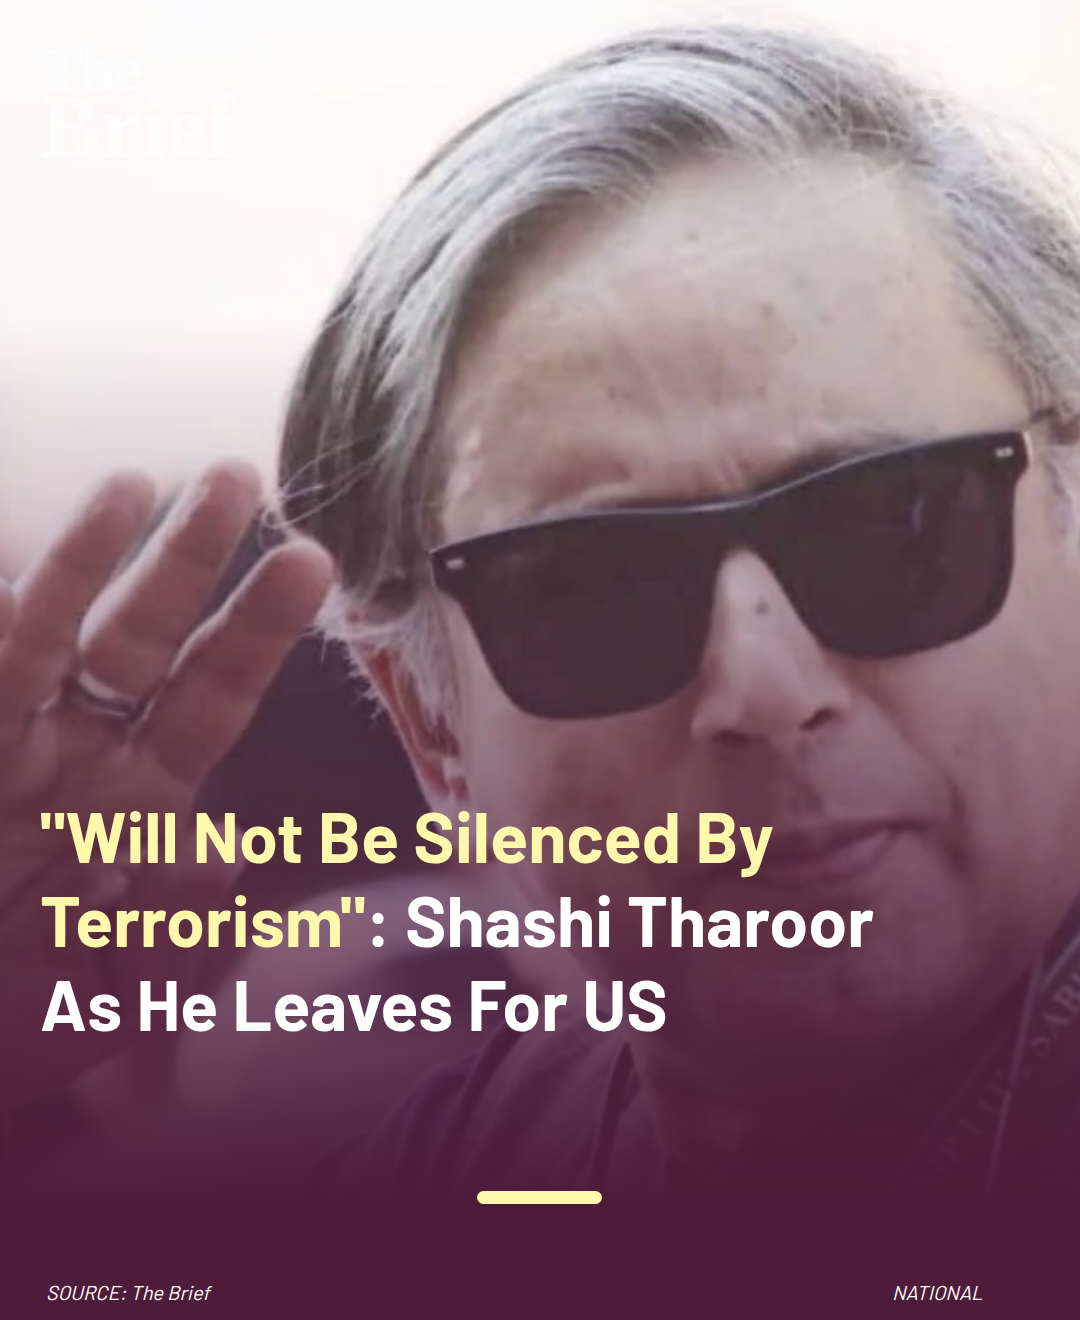 The
Brief
"Will Not Be Silenced By
Terrorism": Shashi Tharoor
As He Leaves For US
SOURCE: The Brief
NATIONAL